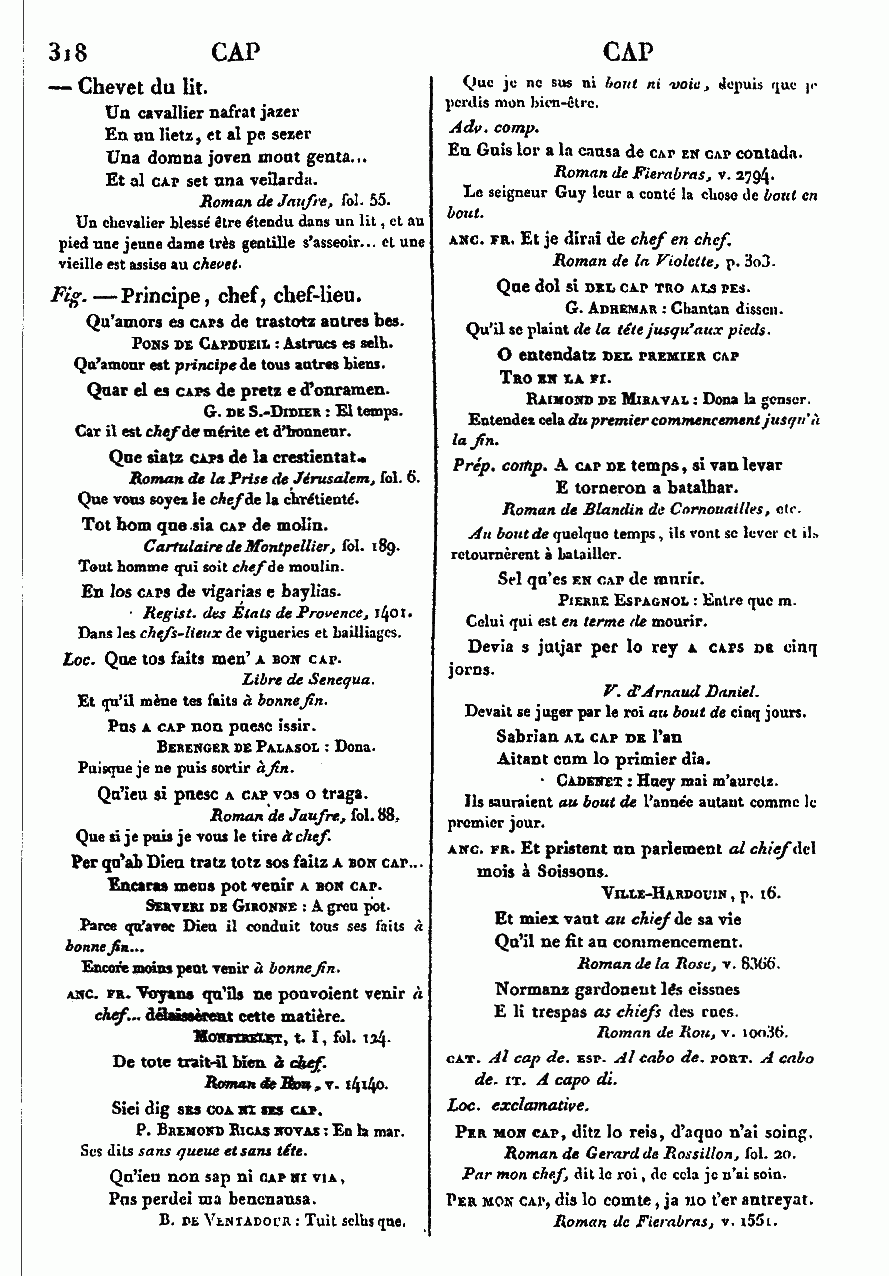 318 CAP CAP
— Chevet du lit.
Un cavallier nafrat jazer
En un lietz, et al pe sezer
Una domna joven mout genta...
Et al CAP set una veilarda.
Roman de Jaufre, fol. 55.
Un chevalier blessé être étendu dans un lit, et au
pied une jeune dame très gentille s'asseoir... et une
vieille est assise au chevet.
Fig. — Principe, chef, chef-lieu.
Qu'amors es CAPS de trastotz autres bes.
PONS DE CAPDUEIL : Astrucs es selh.
Qu'amour est principe de tous autres biens.
Quar el es CAPS de pretz e d'onramen.
G. DE S.-DIDIER : El temps.
Car il est chef de mérite et d'honneur.
Que siatz CAPS de la crestientat.
Roman de la Prise de Jérusalem, fol. 6.
Que vous soyez le chef de la chrétienté.
Tot hom que sia CAP de molin.
Cartulaire de Montpellier, fol. 189.
Tout homme qui soit chef de moulin.
En los CAPS de vigarias e baylias.
Regist. des États de Provence, 1401.
Dans les chefs-lieux de vigueries et bailliages.
Loc. Que tos faits men' A BON CAP.
Libre de Senequa.
Et qu'il mène tes faits à bonne fin.
Pus A CAP non puesc issir.
BERENGER DE PALASOL : Dona.
Puisque je ne puis sortir à fin.
Qu'ieu si puesc A CAP vos o traga.
Roman de Jaufre, fol. 88.
Que si je puis je vous le tire à chef.
Per qu'ab Dieu tratz totz sos faitz A BON CAP...
Encaras mens pot venir A BON CAP.
SERVERI DE GIRONNE : A greu pot.
Parce qu'avec Dieu il conduit tous ses faits à
bonne fin...
Encore moins peut venir à bonne fin.
ANC. FR. Voyans qu'ils ne pouvoient venir à
chef... délaissèrent cette matière.
MONSTRELET, t. I, fol. 124.
De tote trait-il bien à chef.
Roman de Rou, v. 14140.
Sici dig SES COA NI SES CAP.
P. BREMOND RICAS NOVAS : En la mar.
Ses dits sans queue et sans tête.
Qu'ieu non sap ni CAP NI VIA,
Pus perdei ma benenansa.
B. DE VENTADOUR : Tuit selhs que.
Que je ne sus ni bout ni voie, depuis que je
perdis mon bien-être.
Adv. comp.
En Guis lor a la causa de CAP EN CAP contada.
Roman de Fierabras, v. 2794.
Le seigneur Guy leur a conté la chose de bout en
bout.
ANC. FR. Et je dirai de chef en chef.
Roman de la Violette, p. 303.
Que dol si DEL CAP TRO ALS PES.
G. ADHEMAR : Chantan dissen.
Qu'il se plaint de la tête jusqu'aux pieds.
O entendatz DEL PREMIER CAP
TRO EN LA FI.
RAIMOND DE MIRAVAL : Dona la genser.
Entendez cela du premier commencement jusqu'à
la fin.
Prép. comp. A CAP DE temps, si van levar
E torneron a batalhar.
Roman de Blandin de Cornouailles, etc.
Au bout de quelque temps, ils vont se lever et ils
retournèrent à batailler.
Sel qu'es EN CAP de murir.
PIERRE ESPAGNOL : Entre que m.
Celui qui est en terme de mourir.
Devia s jutjar per lo rey A CAPS DE cinq
jorns.
V. d'Arnaud Daniel.
Devait se juger par le roi au bout de cinq jours.
Sabrian AL CAP DE l'an
Aitant cum lo primier dia.
CADENET : Huey mai m'auretz.
Ils sauraient au bout de l'année autant comme le
premier jour.
ANC. FR. Et pristent un parlement al chief del
mois à Soissons.
VILLE-HARDOUIN, p. 16.
Et miex vaut au chief de sa vie
Qu'il ne fit au commencement.
Roman de la Rose, v. 8366.
Normanz gardouent lés eissues
E li trespas as chiefs des rues.
Roman de Rou, v. 10036.
CAT. Al cap de. ESP. Al cabo de. PORT. A cabo
de. IT. A capo di.
Loc. exclamative.
PER MON CAP, ditz lo reis, d'aquo n'ai soing.
Roman de Gerard de Rossillon, fol. 20.
Par mon chef, dit le roi, de cela je n'ai soin.
PER MON CAP, dis lo comte, ja no t'er autreyat.
Roman de Fierabras, v. 1551.